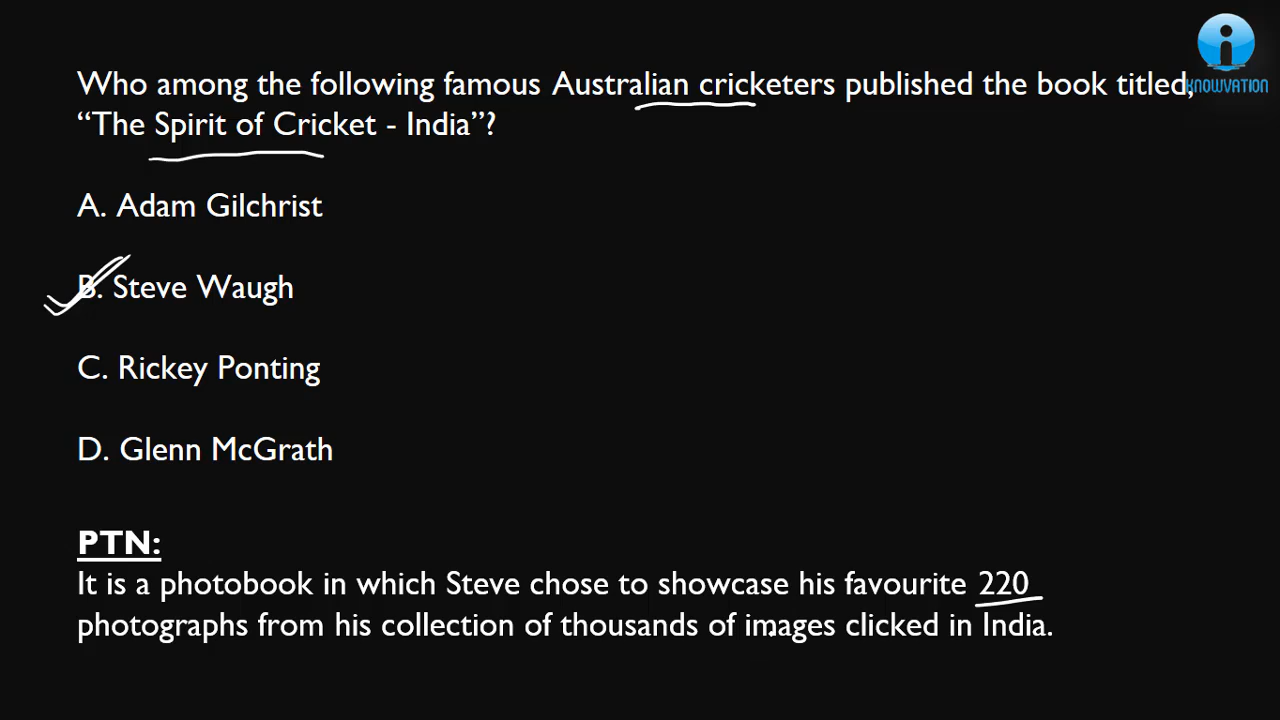 KNOWVATION
Who among the following famous Australian cricketers published the book titled,
“The Spirit of Cricket - India”?
A. Adam Gilchrist
B. Steve Waugh
C. Rickey Ponting
D. Glenn McGrath
PTN:
It is a photobook in which Steve chose to showcase his favourite 220
photographs from his collection of thousands of images clicked in India.